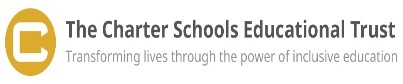 The Charter Schools Educational Trust
Transforming lives through the power of inclusive education